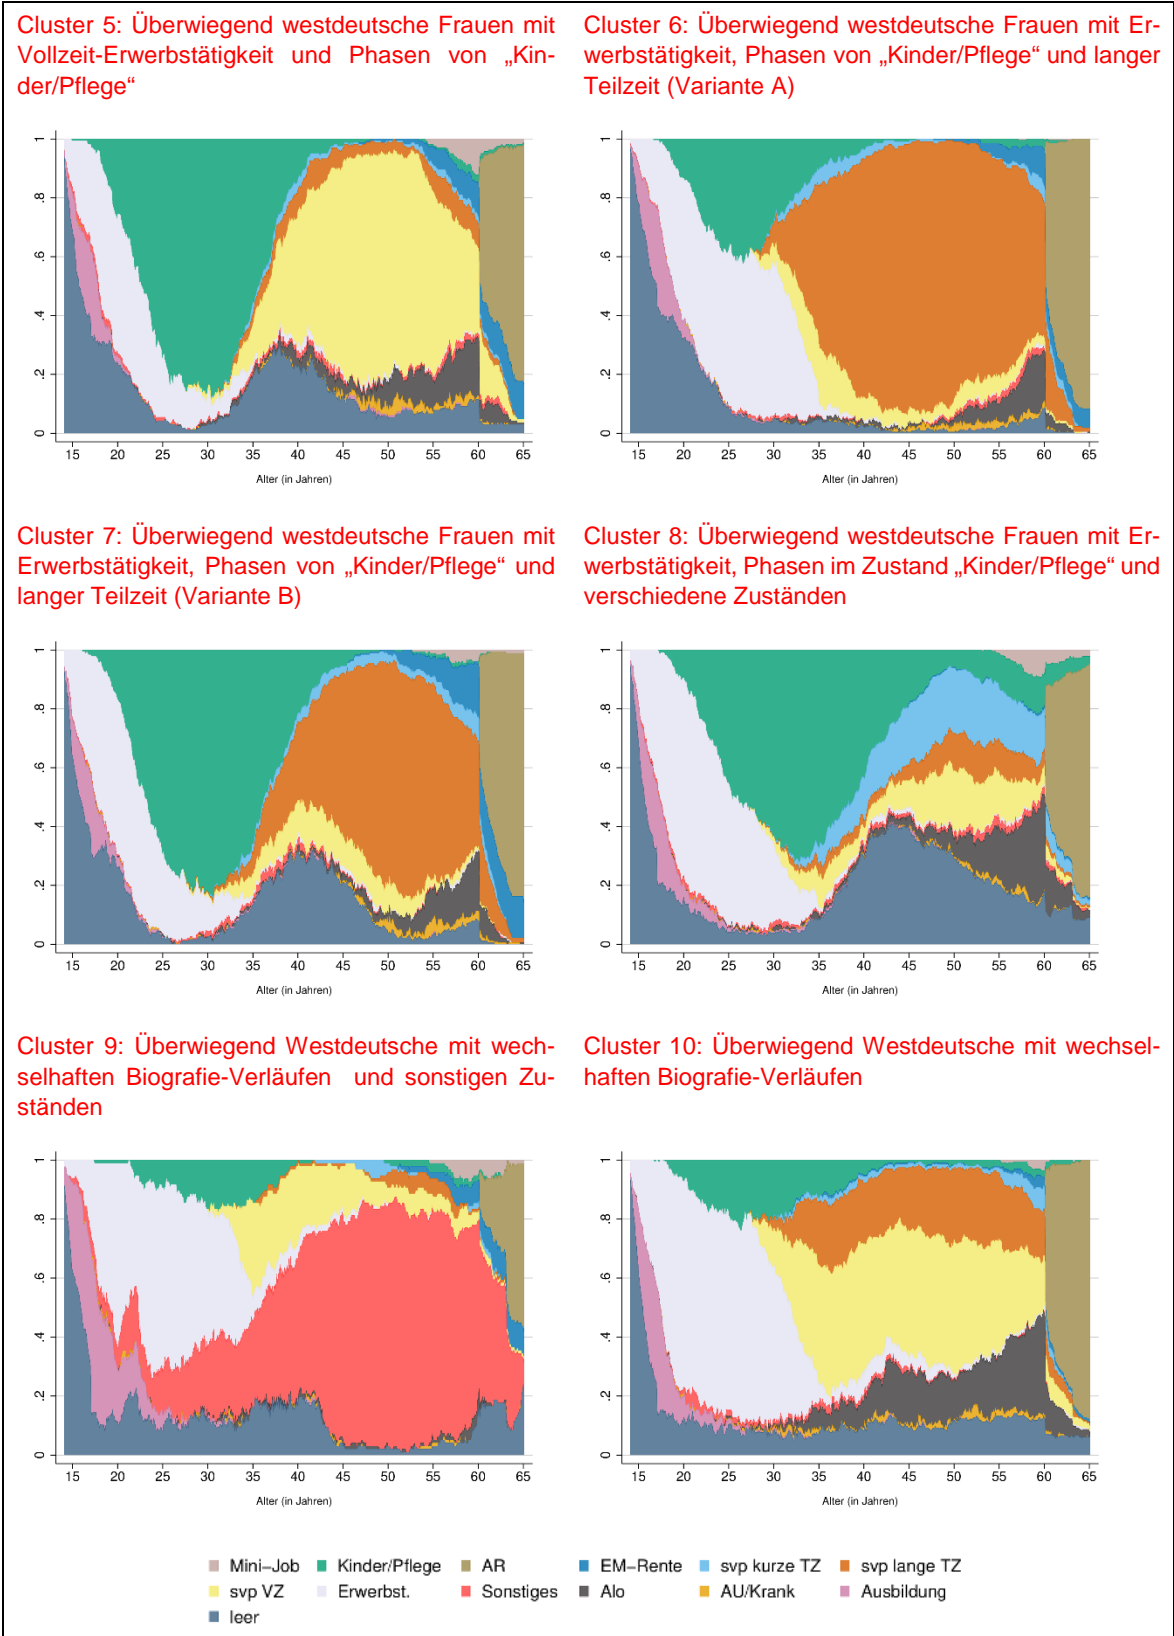 Cluster 5: Überwiegend westdeutsche Frauen mit
Vollzeit-Erwerbstätigkeit und Phasen von „Kin-
der/Pflege“
Cluster 6: Überwiegend westdeutsche Frauen mit Er-
werbstätigkeit, Phasen von „Kinder/Pflege“ und langer
Teilzeit (Variante A)
1
.8
.6
.4
.2
0
15 20 25 30 35 40 45 50 55 60 65
Alter (in Jahren)
1
.8
.6
.4
.2
0
15 20 25 30 35 40 45 50 55 60 65
Alter (in Jahren)
Cluster 7: Überwiegend westdeutsche Frauen mit
Erwerbstätigkeit, Phasen von „Kinder/Pflege“ und
langer Teilzeit (Variante B)
Cluster 8: Überwiegend westdeutsche Frauen mit Er-
werbstätigkeit, Phasen im Zustand „Kinder/Pflege“ und
verschiedene Zuständen
1
.8
.6
.4
.2
0
15 20 25 30 35 40 45 50 55 60 65
Alter (in Jahren)
1
.8
.6
.4
.2
0
15 20 25 30 35 40 45 50 55 60 65
Alter (in Jahren)
Cluster 9: Überwiegend Westdeutsche mit wech-
selhaften Biografie-Verläufen und sonstigen Zu-
ständen
Cluster 10: Überwiegend Westdeutsche mit wechsel-
haften Biografie-Verläufen
1
.8
.6
.4
.2
0
15 20 25 30 35 40 45 50 55 60 65
Alter (in Jahren)
1
.8
.6
.4
.2
0
15 20 25 30 35 40 45 50 55 60 65
Alter (in Jahren)
Mini-Job Kinder/Pflege AR EM-Rente svp kurze TZ svp lange TZ
svp VZ Erwerbst. Sonstiges Alo AU/Krank Ausbildung
leer